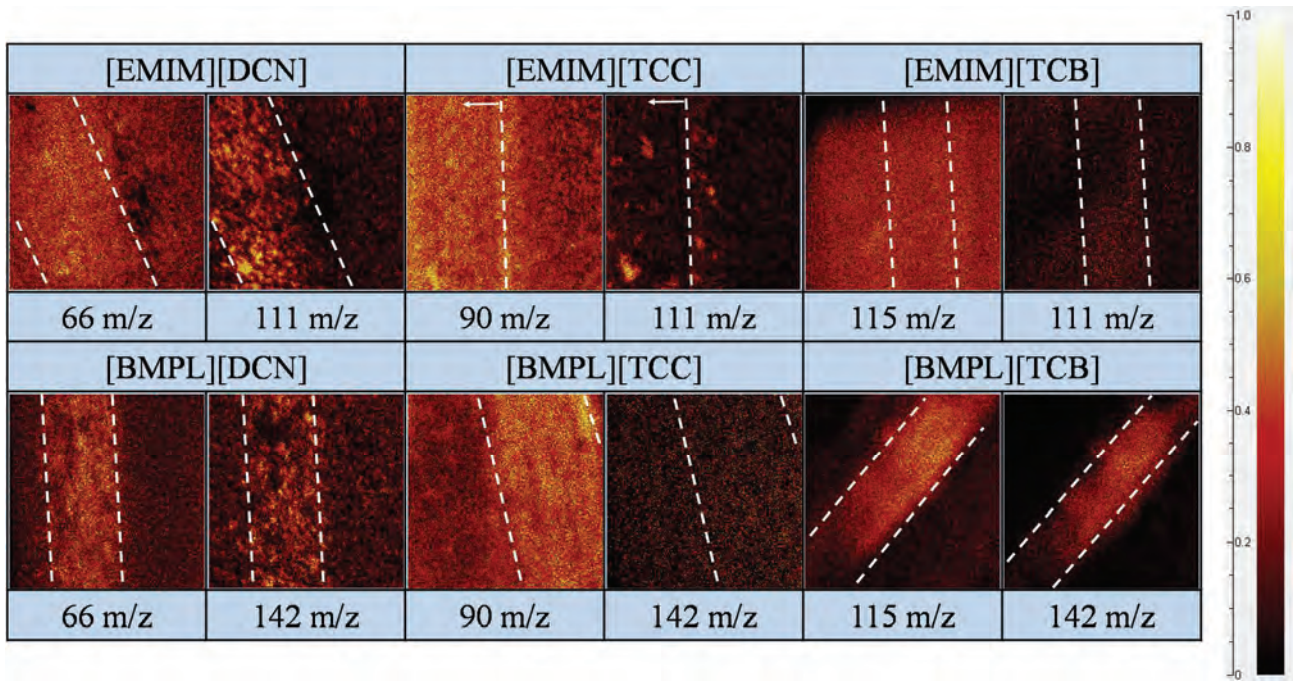 [EMIM][DCN] [EMIM][TCC] [EMIM][TCB]
66 m/z 111 m/z 90 m/z 111 m/z 115 m/z 111 m/z
[BMPL][DCN] [BMPL][TCC] [BMPL][TCB]
66 m/z 142 m/z 90 m/z 142 m/z 115 m/z 142 m/z
1.0
0.8
0.6
0.4
0.2
0